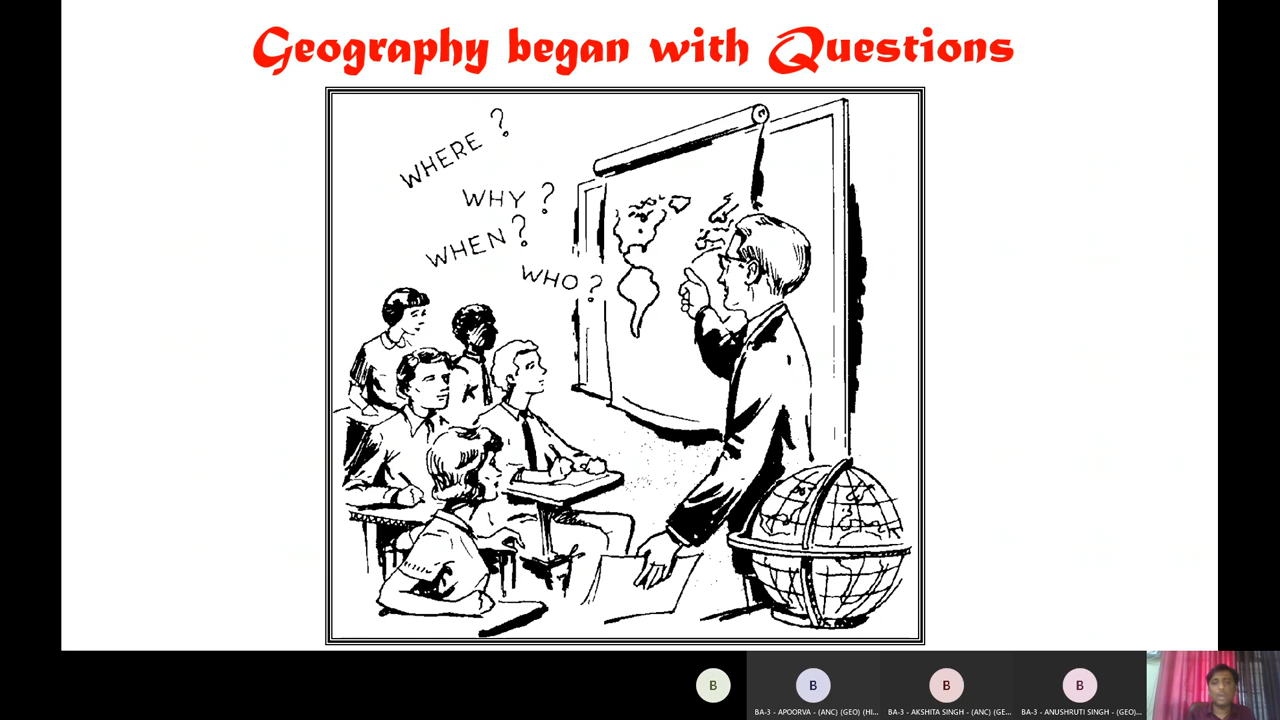 Geography began with Questions
WHERE ?
WHY ?
WHEN ?
WHO ?
K
B
B
B
B
BA-3 - APOORVA - (ANC) (GEO) (HI...
BA-3 - AKSHITA SINGH - (ANC) (GE...
BA-3 - ANUSHRUTI SINGH - (GEO)...